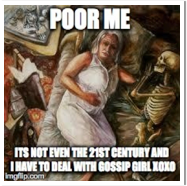 POOR ME
ITS NOT EVEN THE 21ST CENTURY AND
I HAVE TO DEAL WITH GOSSIP GIRL XOXO
imgflip.com